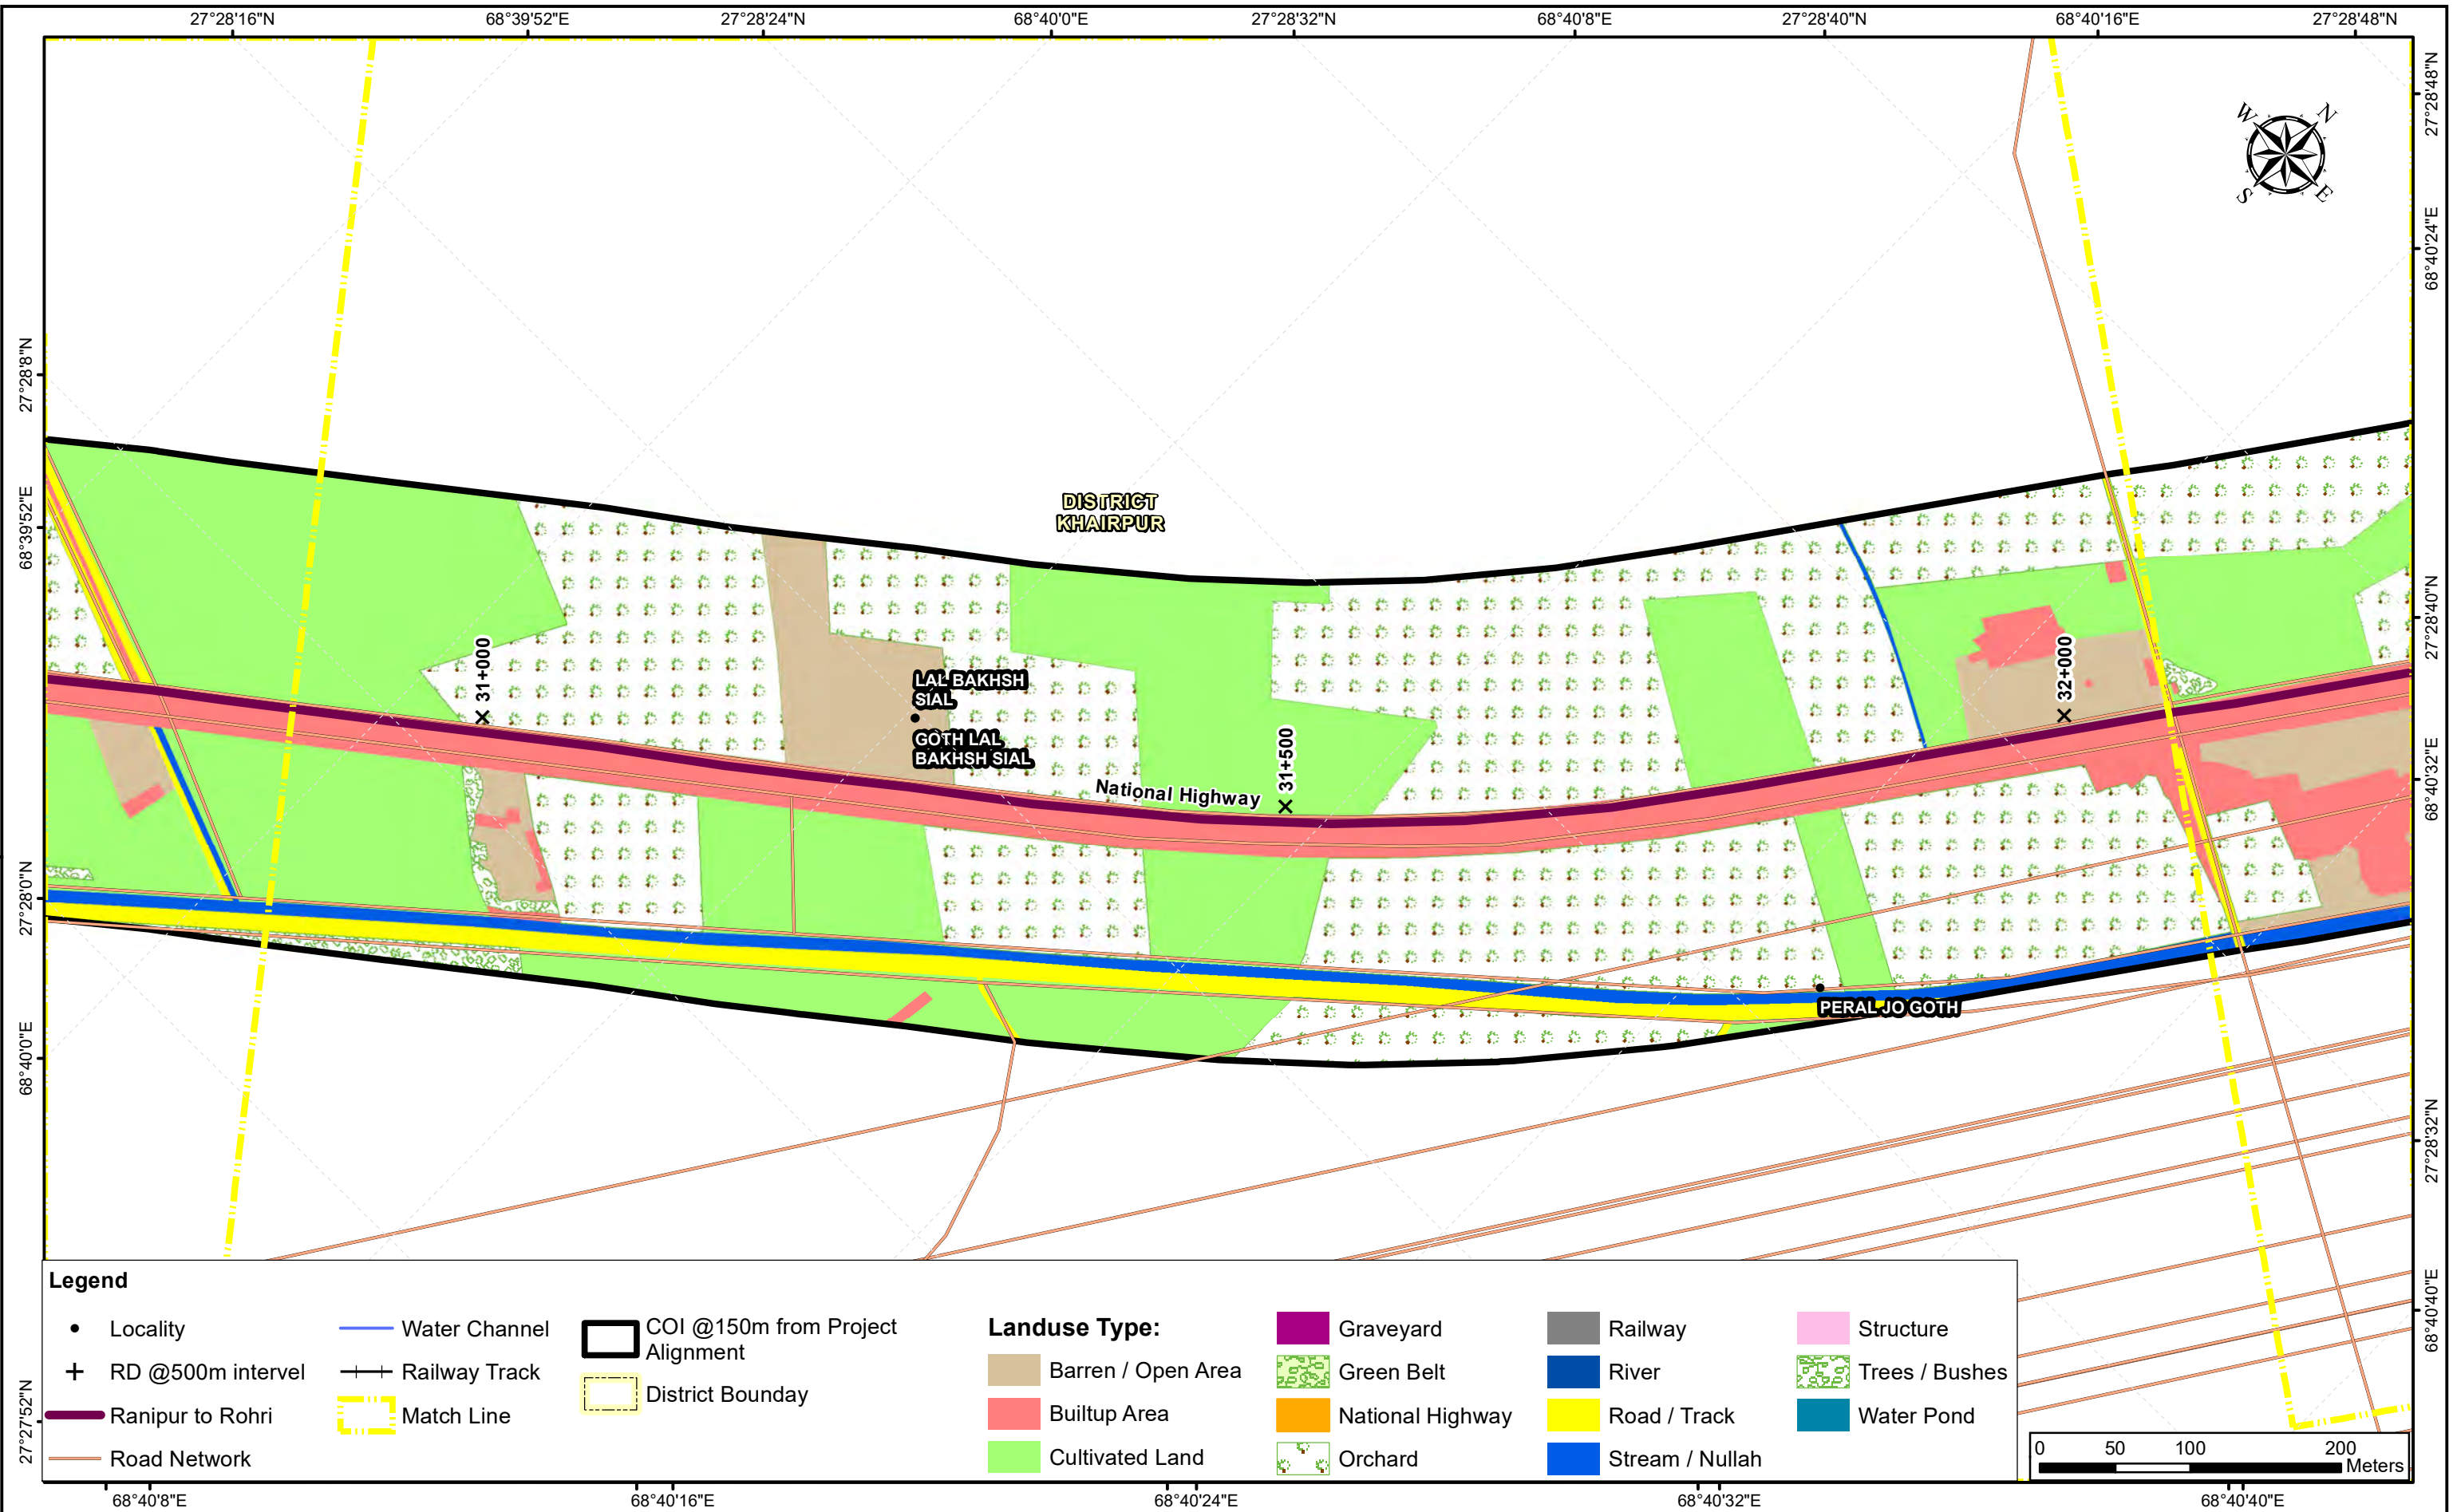 27°28'16"N
68°39'52"E
27°28'24"N
68°40'0"E
27°28'32"N
68°40'8"E
27°28'40"N
68°40'16"E
27°28'48"N
27°28'48"N
68°40'24"E
27°28'40"N
68°40'32"E
27°28'32"N
68°40'40"E
27°28'8"N
68°39'52"E
27°28'0"N
68°40'0"E
27°27'52"N
W
N
S
E
DISTRICT
KHAIRPUR
31+000
LAL BAKHSH
SIAL
GOTH LAL
BAKHSH SIAL
National Highway
31+500
32+000
PERAL JO GOTH
Legend
Locality
RD @500m intervel
Ranipur to Rohri
Road Network
Water Channel
Railway Track
Match Line
COI @150m from Project
Alignment
District Bounday
Landuse Type:
Barren / Open Area
Builtup Area
Cultivated Land
Graveyard
Green Belt
National Highway
Orchard
Railway
River
Road / Track
Stream / Nullah
Structure
Trees / Bushes
Water Pond
0 50 100 200
Meters
68°40'8"E
68°40'16"E
68°40'24"E
68°40'32"E
68°40'40"E